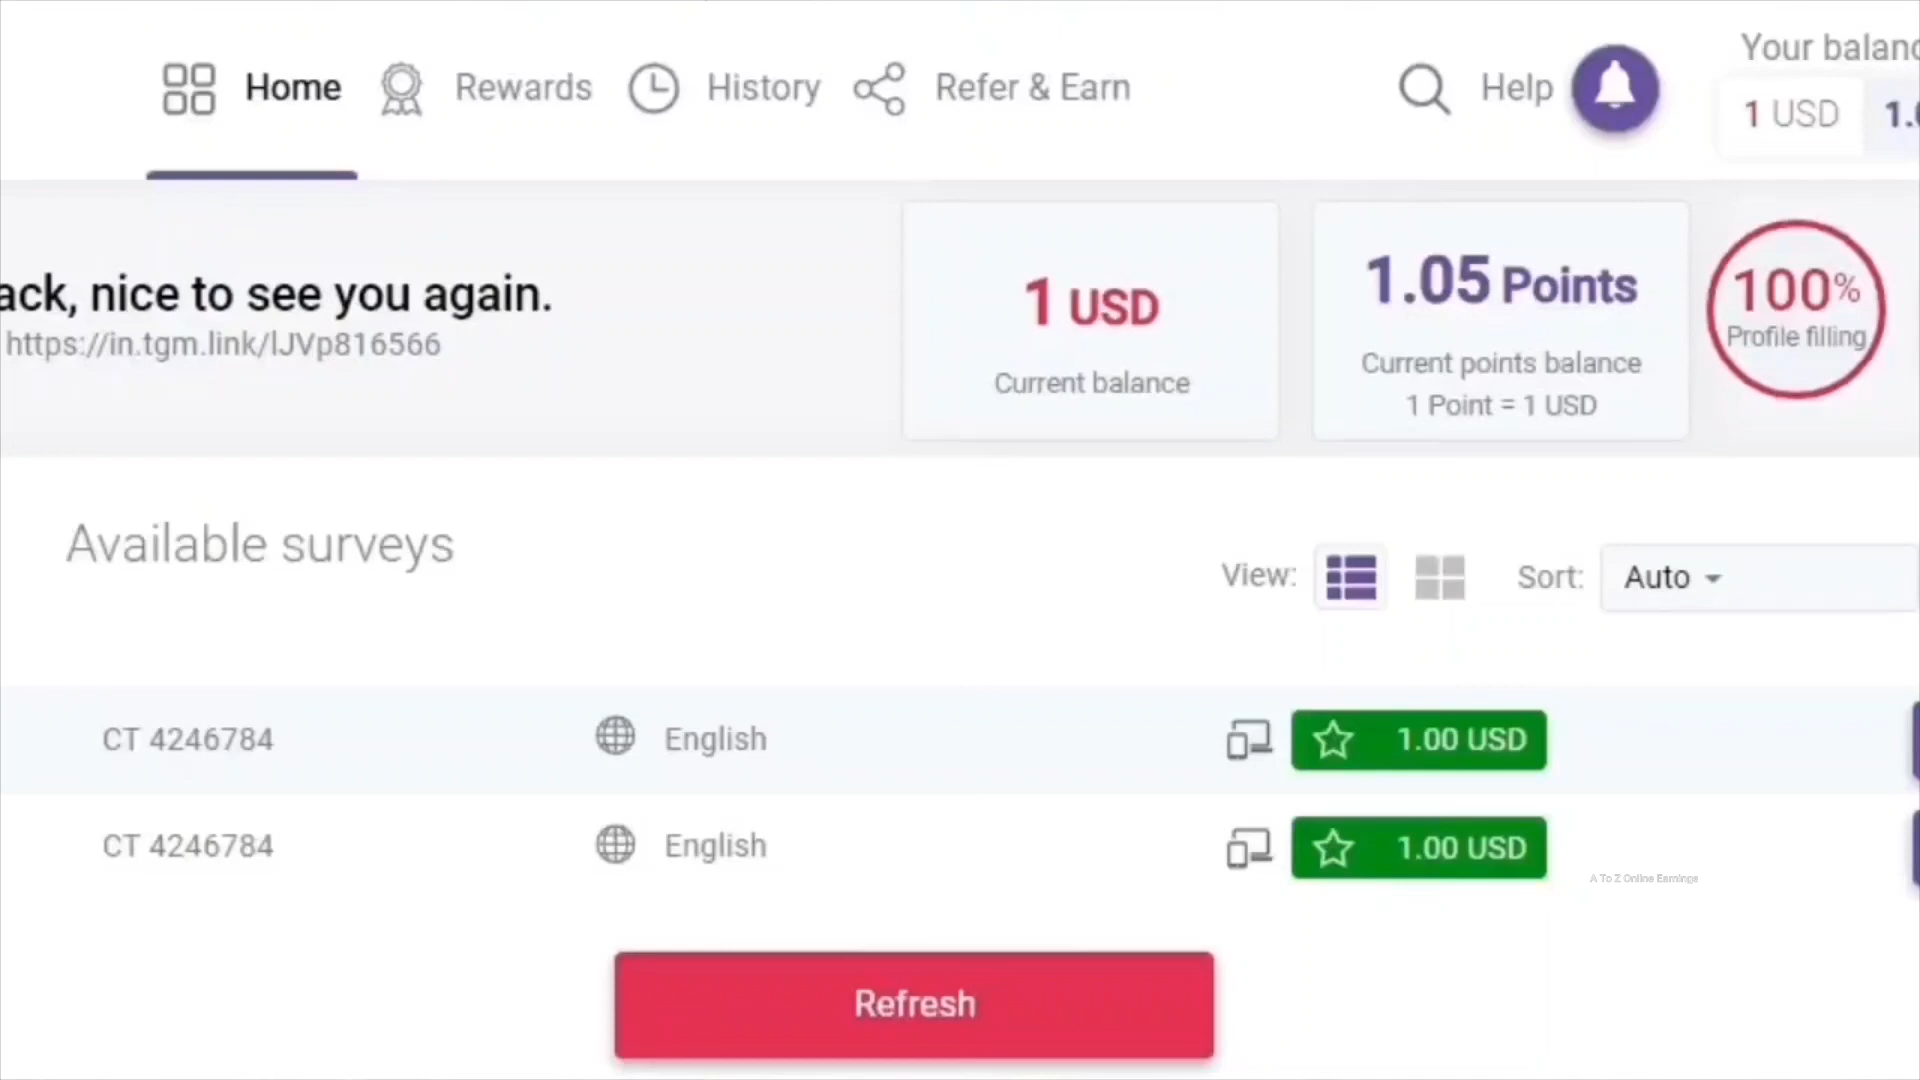 Home Rewards History Refer & Earn Help
Your balanc
1 USD 1.0
ack, nice to see you again.
https://in.tgm.link/lJVp816566
1 USD
Current balance
1.05 Points
Current points balance
1 Point = 1 USD
100%
Profile filling
Available surveys
View: Sort: Auto
CT 4246784 English 1.00 USD
CT 4246784 English 1.00 USD
A To Z Online Earnings
Refresh